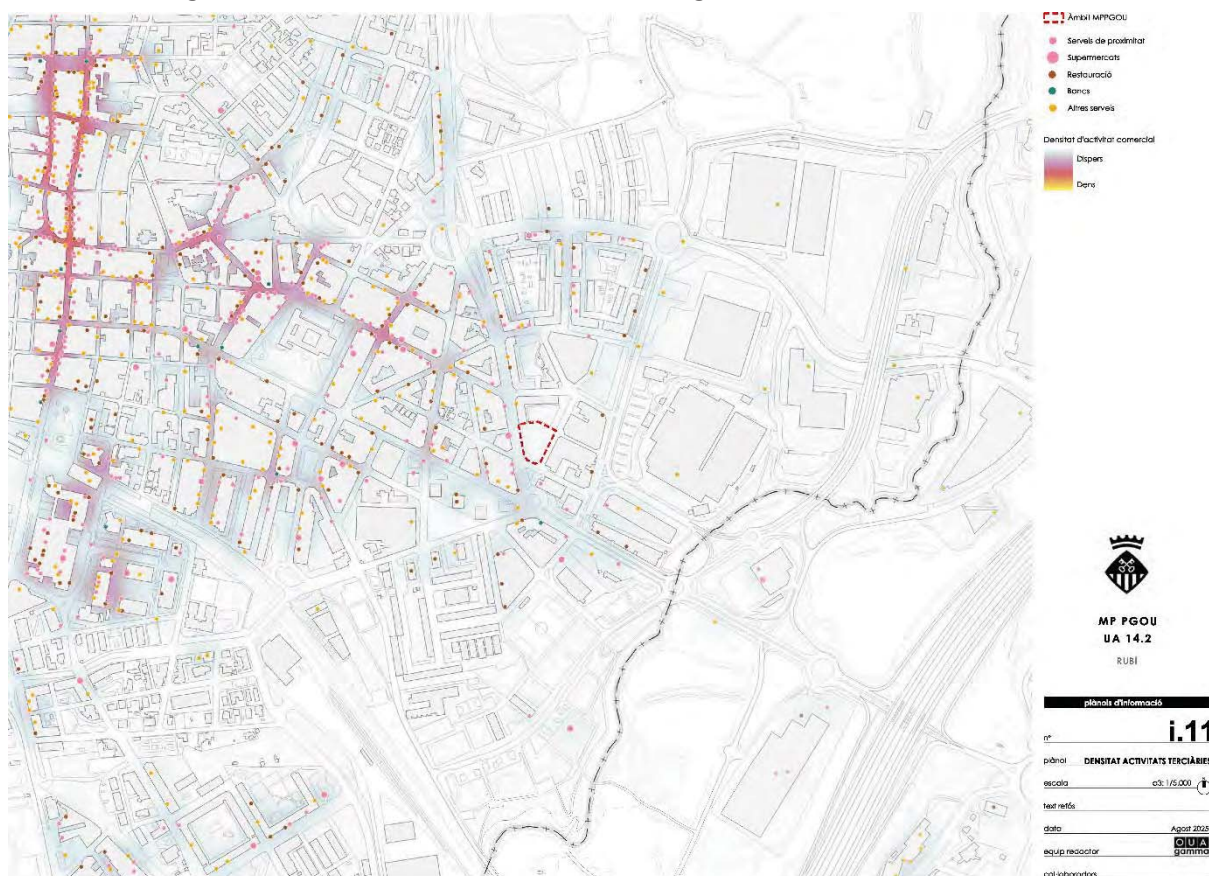 Àmbit MPPGOU
Serveis de proximitat
Supermercats
Restauració
Bancs
Altres serveis
Densitat d'activitat comercial
Dispers
Dens
MP PGOU
UA 14.2
RUBÍ
plànols d'informació
nº i.11
plànol DENSITAT ACTIVITATS TERCIÀRIES
escala a3: 1/5.000
text refós
data Agost 2025
equip redactor OUA gamma
col·laboradors